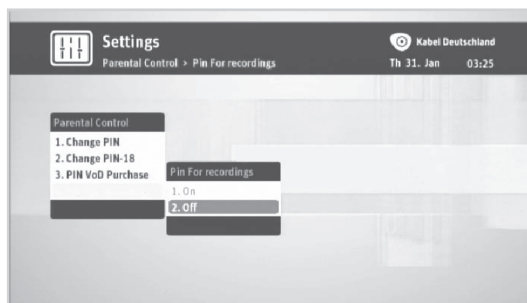 Settings
Parental Control > Pin For recordings
Kabel Deutschland
Th 31. Jan 03:25
Parental Control
1. Change PIN
2. Change PIN-18
3. PIN VoD Purchase
Pin For recordings
1. On
2. Off